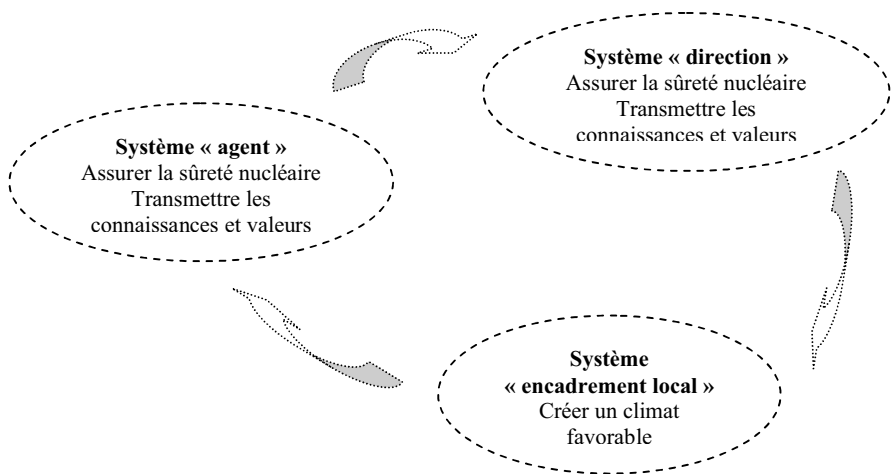 Système « direction »
Assurer la sûreté nucléaire
Transmettre les
connaissances et valeurs
Système « agent »
Assurer la sûreté nucléaire
Transmettre les
connaissances et valeurs
Système
« encadrement local »
Créer un climat
favorable